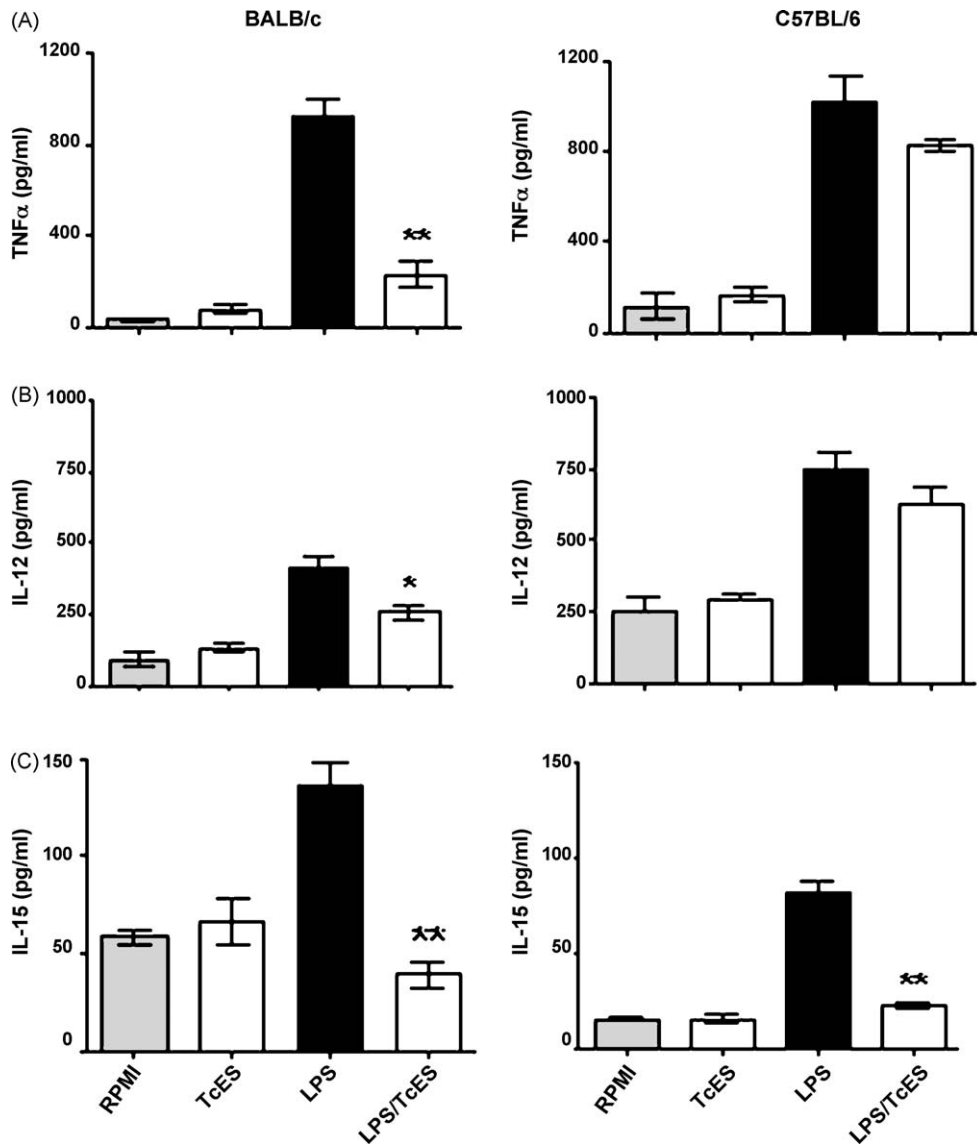 (A)
BALB/c
C57BL/6
TNFα (pg/ml)
1200
800
400
0
**
TNFα (pg/ml)
1200
800
400
0
(B)
IL-12 (pg/ml)
1000
750
500
250
0
*
IL-12 (pg/ml)
1000
750
500
250
0
(C)
IL-15 (pg/ml)
150
100
50
0
**
RPMI
TcES
LPS
LPS/TcES
IL-15 (pg/ml)
150
100
50
0
**
RPMI
TcES
LPS
LPS/TcES